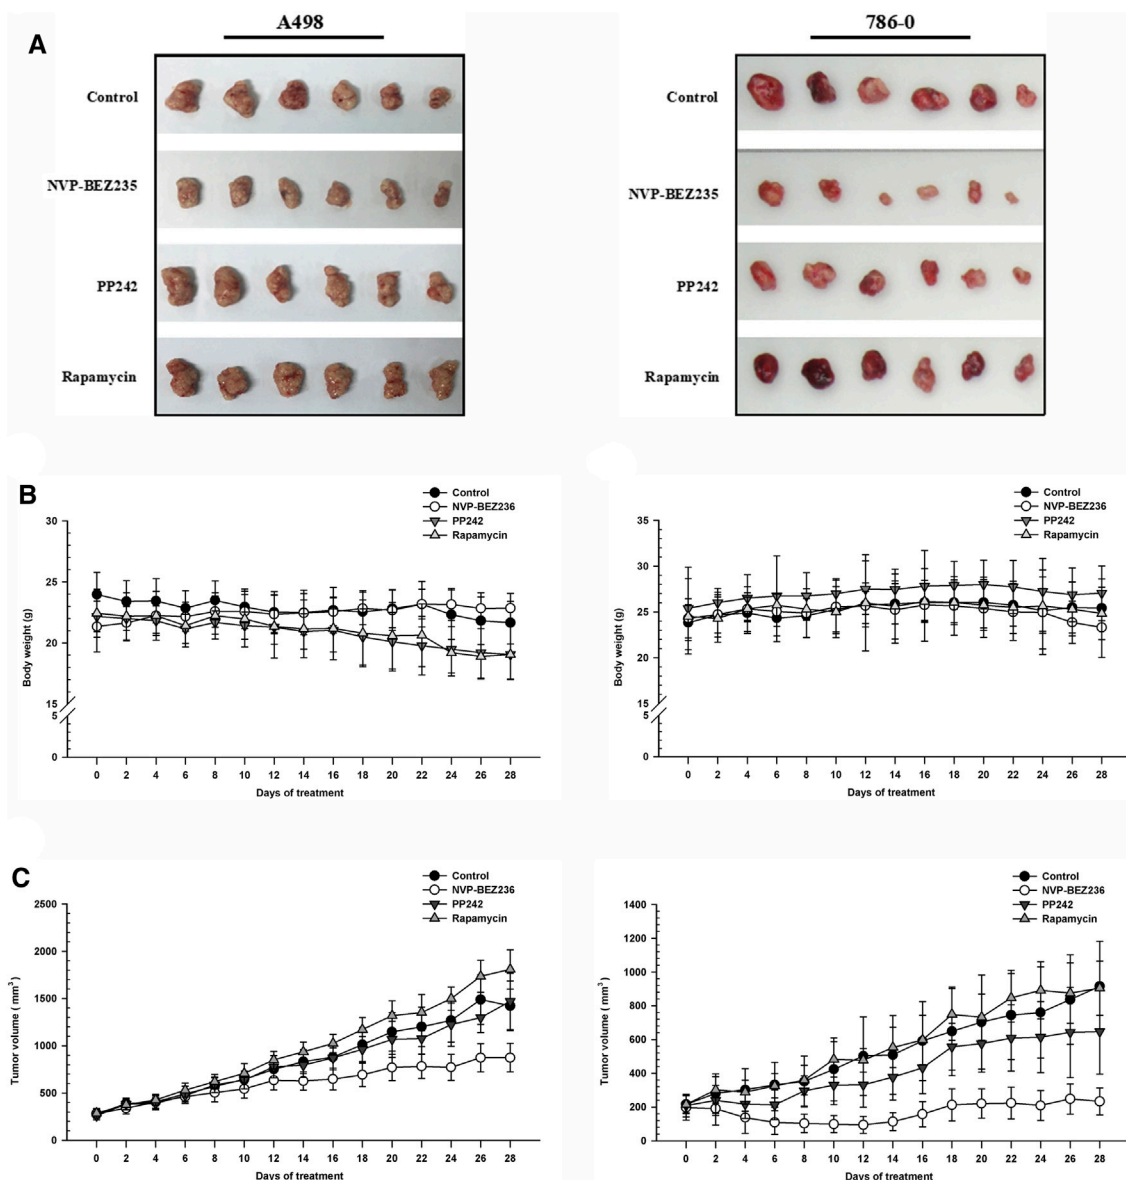 A498
786-0
A
Control
NVP-BEZ235
PP242
Rapamycin
Control
NVP-BEZ235
PP242
Rapamycin
B
Control
NVP-BEZ236
PP242
Rapamycin
30
25
20
15
5
0
Body weight (g)
0 2 4 6 8 10 12 14 16 18 20 22 24 26 28
Days of treatment
Control
NVP-BEZ236
PP242
Rapamycin
35
30
25
20
15
5
0
Body weight (g)
0 2 4 6 8 10 12 14 16 18 20 22 24 26 28
Days of treatment
C
Control
NVP-BEZ236
PP242
Rapamycin
2500
2000
1500
1000
500
0
Tumor volume ( mm³ )
0 2 4 6 8 10 12 14 16 18 20 22 24 26 28
Days of treatment
Control
NVP-BEZ236
PP242
Rapamycin
1400
1200
1000
800
600
400
200
0
Tumor volume ( mm³ )
0 2 4 6 8 10 12 14 16 18 20 22 24 26 28
Days of treatment